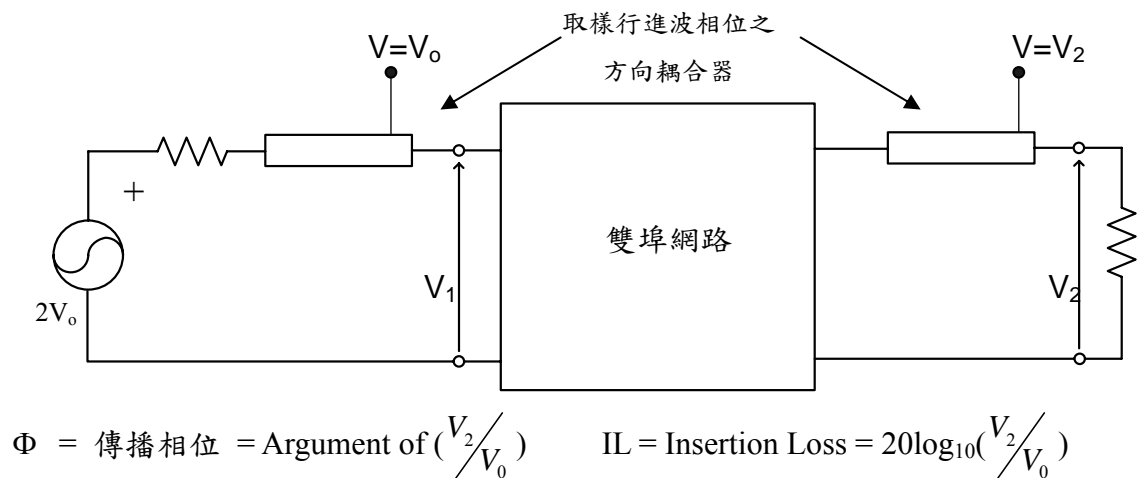 取樣行進波相位之
方向耦合器
V=Vo
V=V2
+
雙埠網路
V1
V2
2Vo
Φ = 傳播相位 = Argument of (V2/V0) IL = Insertion Loss = 20log10(V2/V0)